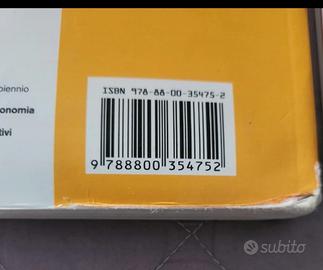 ISBN 978-88-00-35475-2
biennio
onomia
tivi
9 788800 354752
subito